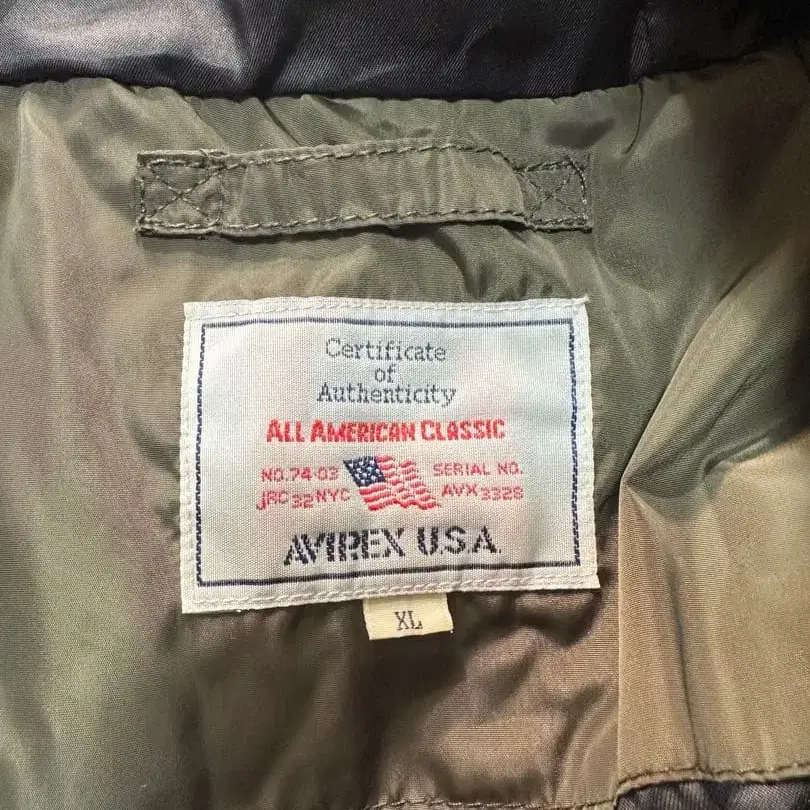 Certificate
of
Authenticity
ALL AMERICAN CLASSIC
NO.74-03 SERIAL NO.
JRC 32 NYC AVX 3328
AVIREX U.S.A.
XL